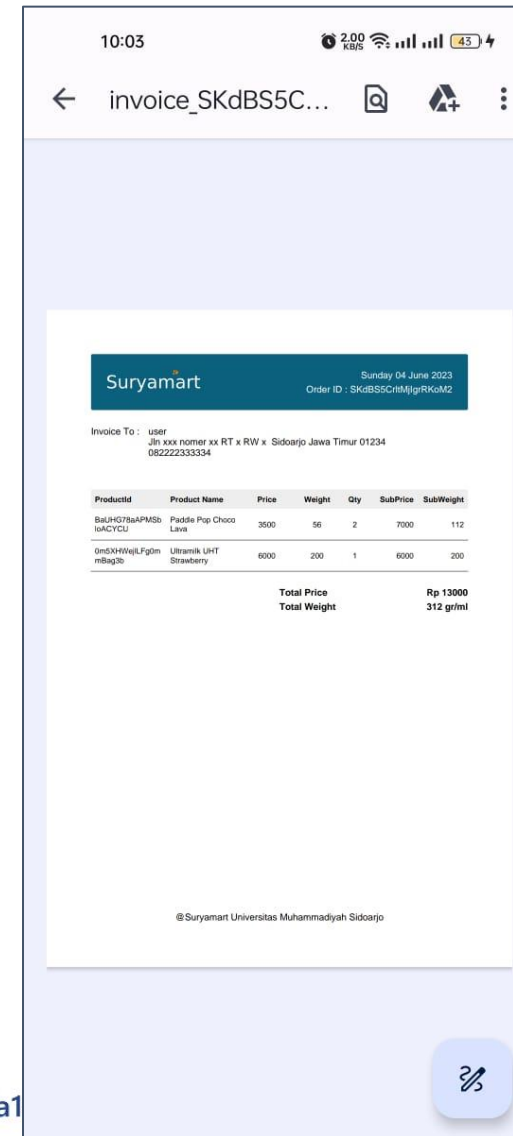 10:03
2.00 KB/S
43
invoice_SKdBS5C...
Suryamart
Sunday 04 June 2023
Order ID : SKdBS5CrltMjIgrRKoM2
Invoice To : user
Jln xxx nomer xx RT x RW x Sidoarjo Jawa Timur 01234
082222333334
ProductId Product Name Price Weight Qty SubPrice SubWeight
BaUHG78aAPMSb Paddle Pop Choco 3500 56 2 7000 112
IoACYCU Lava
0m5XHWejILFg0m Ultramilk UHT 6000 200 1 6000 200
mBag3b Strawberry
Total Price Rp 13000
Total Weight 312 gr/ml
@Suryamart Universitas Muhammadiyah Sidoarjo
a1